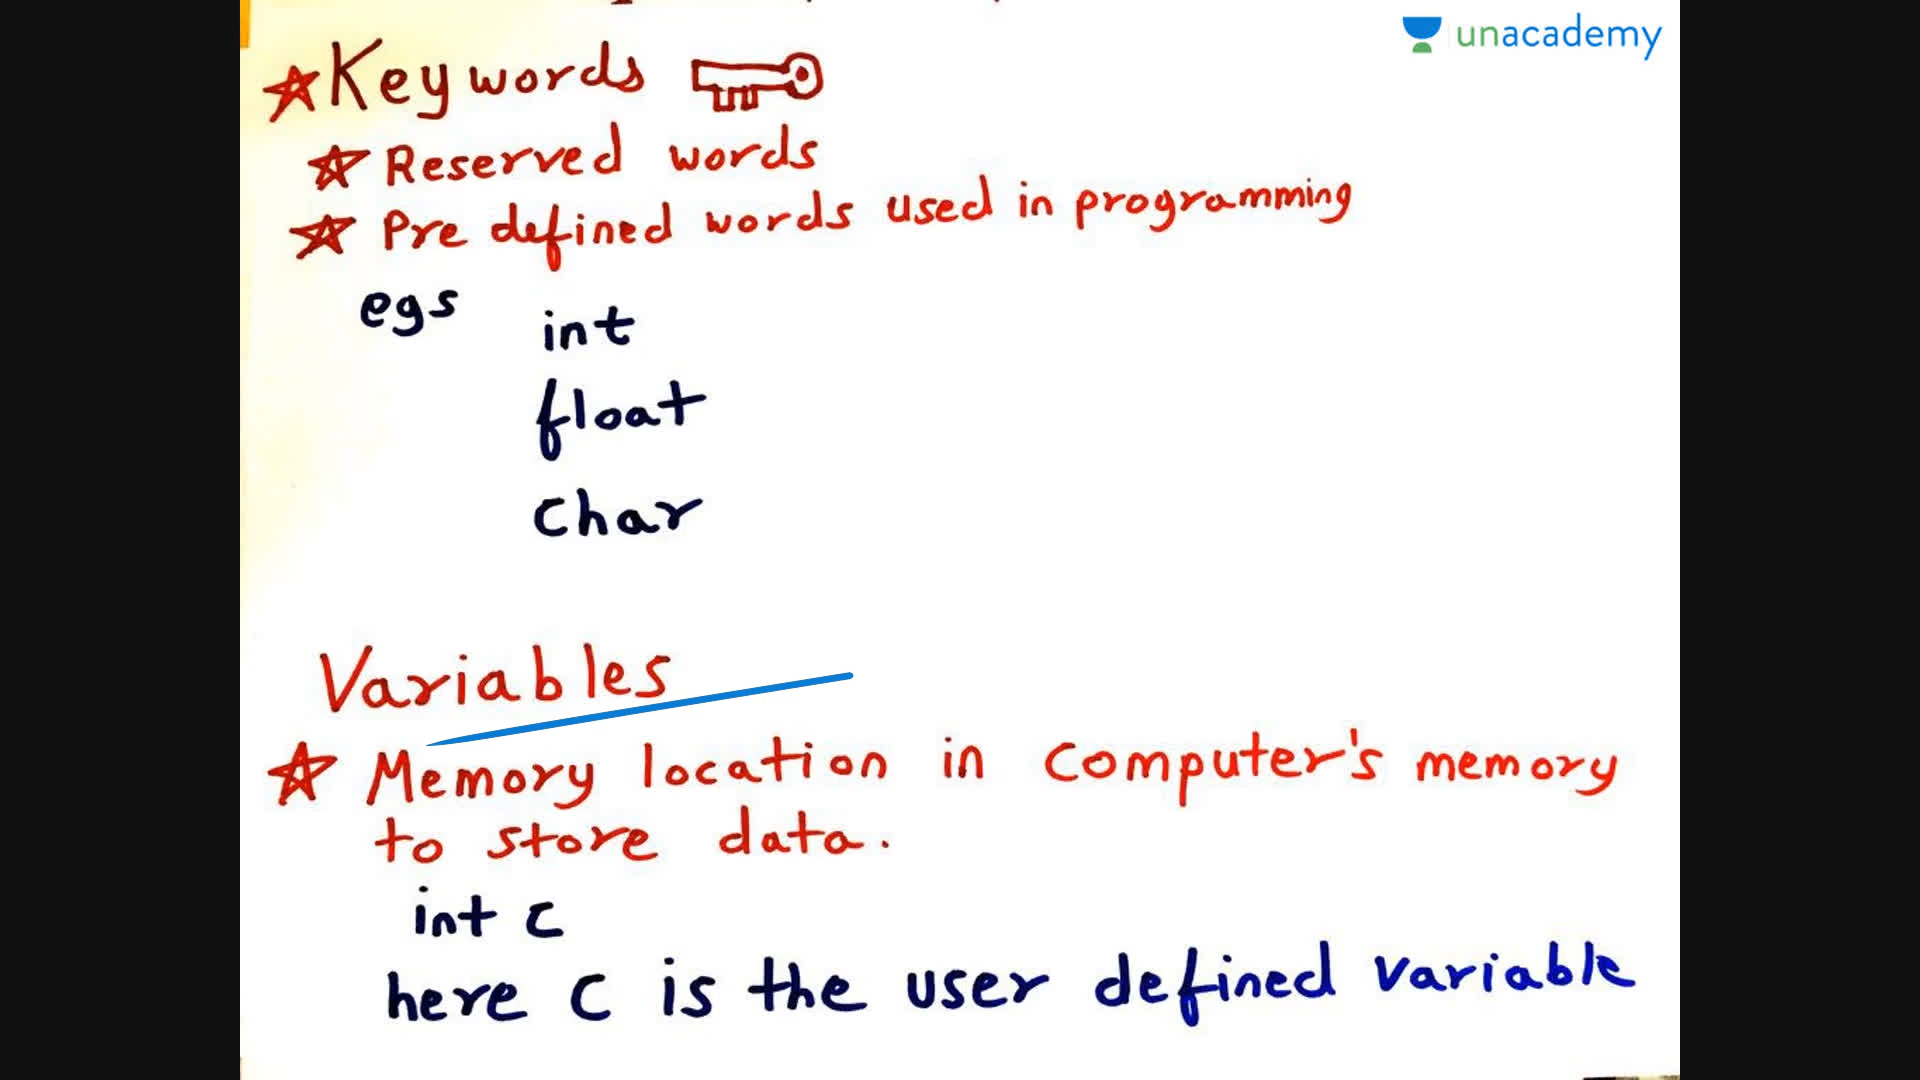 unacademy
Keywords
Reserved words
Pre defined words used in programming
egs
int
float
char
Variables
Memory location in computer's memory
to store data.
int c
here c is the user defined variable